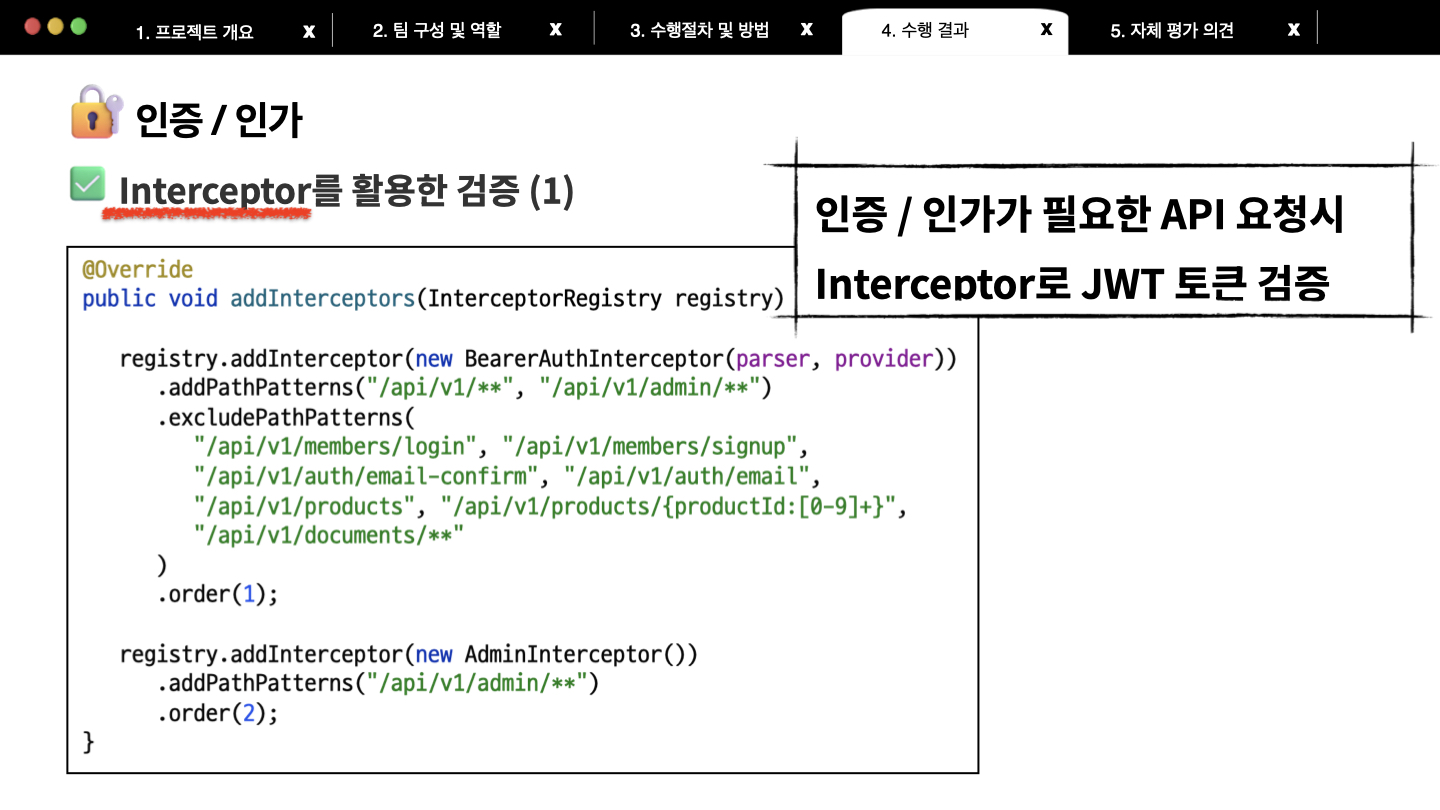 1. 프로젝트 개요 x 2. 팀 구성 및 역할 x 3. 수행절차 및 방법 x 4. 수행 결과 x 5. 자체 평가 의견 x
인증 / 인가
Interceptor를 활용한 검증 (1)
인증 / 인가가 필요한 API 요청시
Interceptor로 JWT 토큰 검증
@Override
public void addInterceptors(InterceptorRegistry registry)
registry.addInterceptor(new BearerAuthInterceptor(parser, provider))
.addPathPatterns("/api/v1/**", "/api/v1/admin/**")
.excludePathPatterns(
"/api/v1/members/login", "/api/v1/members/signup",
"/api/v1/auth/email-confirm", "/api/v1/auth/email",
"/api/v1/products", "/api/v1/products/{productId:[0-9]+}",
"/api/v1/documents/**"
)
.order(1);
registry.addInterceptor(new AdminInterceptor())
.addPathPatterns("/api/v1/admin/**")
.order(2);
}